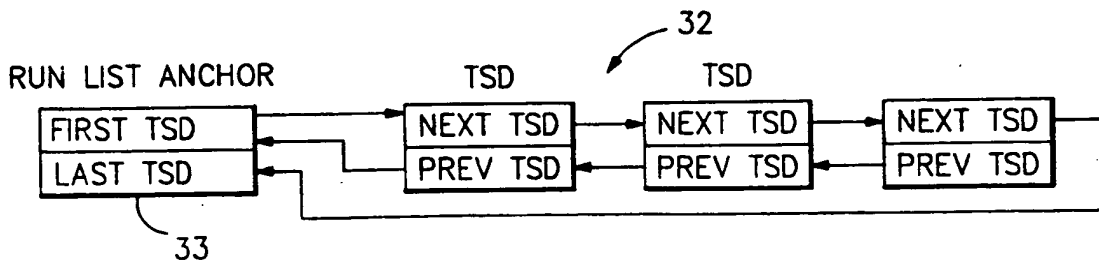 32
RUN LIST ANCHOR
TSD
TSD
FIRST TSD
LAST TSD
NEXT TSD
PREV TSD
NEXT TSD
PREV TSD
NEXT TSD
PREV TSD
33